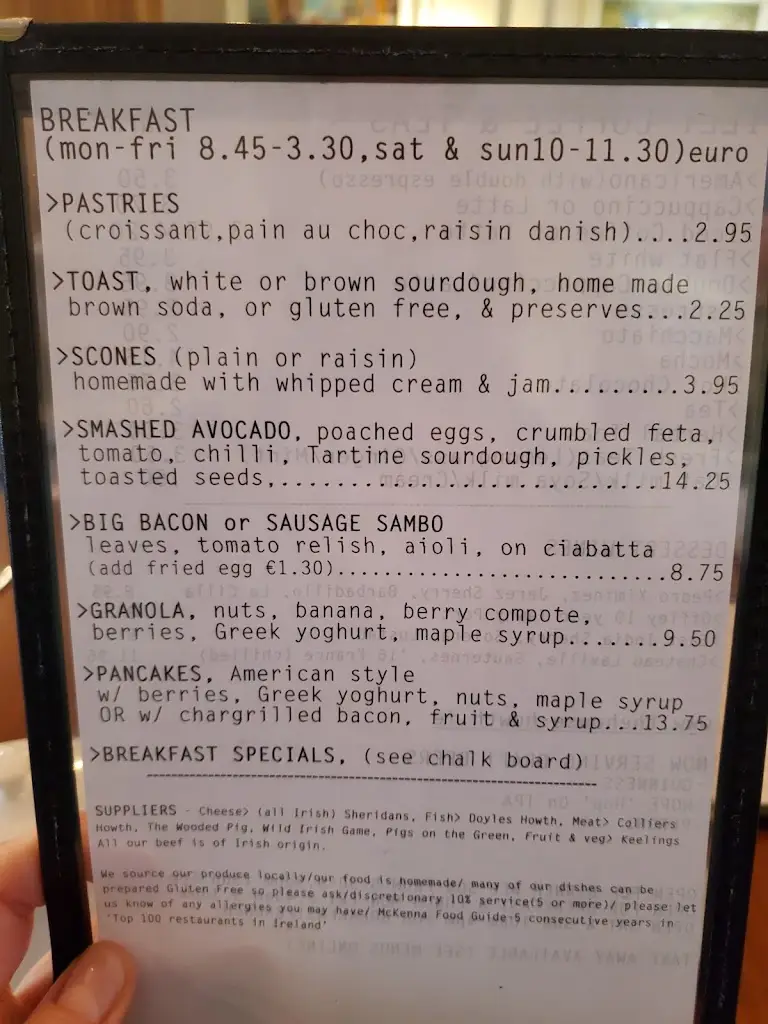 BREAKFAST
(mon-fri 8.45-3.30,sat & sun10-11.30)euro
>PASTRIES
(croissant,pain au choc,raisin danish)....2.95
>TOAST, white or brown sourdough, home made
brown soda, or gluten free, & preserves...2.25
>SCONES (plain or raisin)
homemade with whipped cream & jam.........3.95
>SMASHED AVOCADO, poached eggs, crumbled feta,
tomato, chilli, Tartine sourdough, pickles,
toasted seeds,.................................14.25
>BIG BACON or SAUSAGE SAMBO
leaves, tomato relish, aioli, on ciabatta
(add fried egg €1.30)............................8.75
>GRANOLA, nuts, banana, berry compote,
berries, Greek yoghurt, maple syrup........9.50
>PANCAKES, American style
w/ berries, Greek yoghurt, nuts, maple syrup
OR w/ chargrilled bacon, fruit & syrup...13.75
>BREAKFAST SPECIALS, (see chalk board)
SUPPLIERS - Cheese> (all Irish) Sheridans, Fish> Doyles Howth, Meat> Colliers
Howth, The Wooded Pig, Wild Irish Game, Pigs on the Green, Fruit & veg> Keelings
All our beef is of Irish origin.
We source our produce locally/our food is homemade/ many of our dishes can be
prepared Gluten Free so please ask/discretionary 10% service(5 or more)/ please let
us know of any allergies you may have/ McKenna Food Guide-5 consecutive years in
'Top 100 restaurants in Ireland'